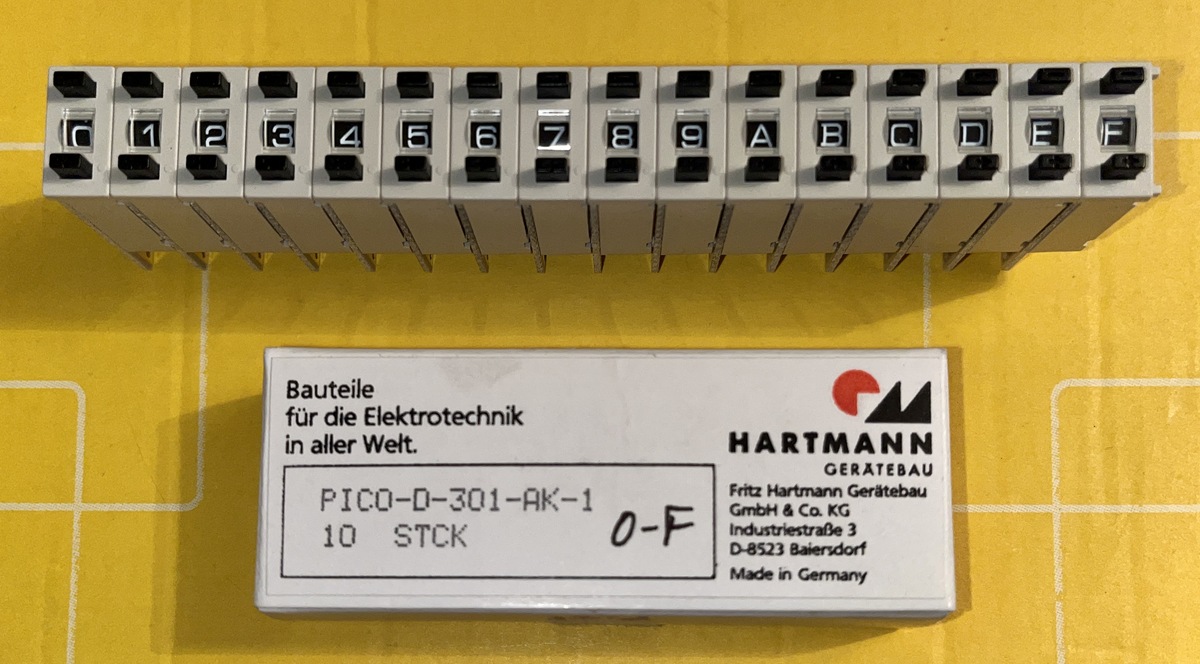 0 1 2 3 4 5 6 7 8 9 A B C D E F
Bauteile
für die Elektrotechnik
in aller Welt.
PICO-D-301-AK-1
10 STCK
0-F
HARTMANN
GERÄTEBAU
Fritz Hartmann Gerätebau
GmbH & Co. KG
Industriestraße 3
D-8523 Baiersdorf
Made in Germany